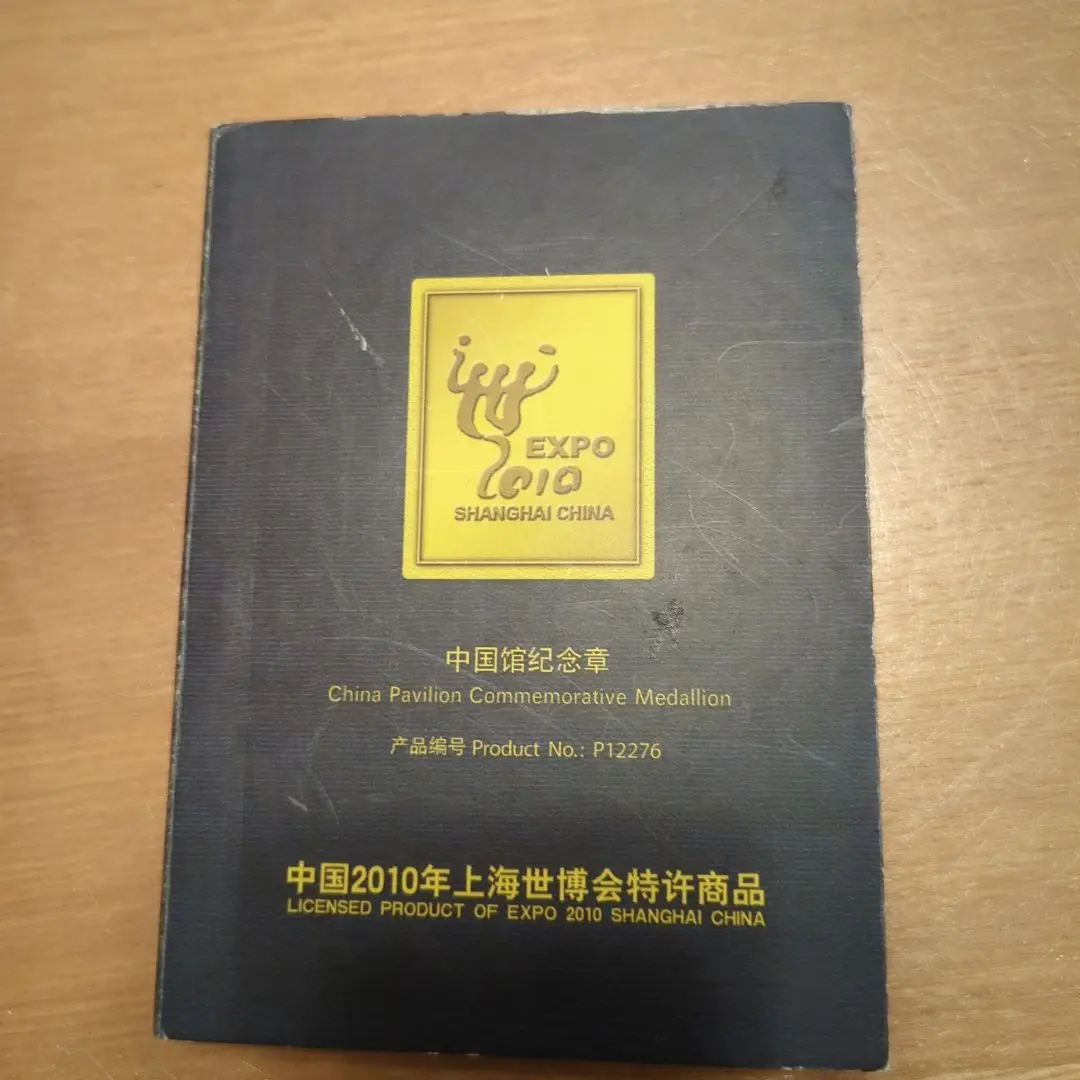 世
EXPO
2010
SHANGHAI CHINA
中国馆纪念章
China Pavilion Commemorative Medallion
产品编号 Product No.: P12276
中国2010年上海世博会特许商品
LICENSED PRODUCT OF EXPO 2010 SHANGHAI CHINA